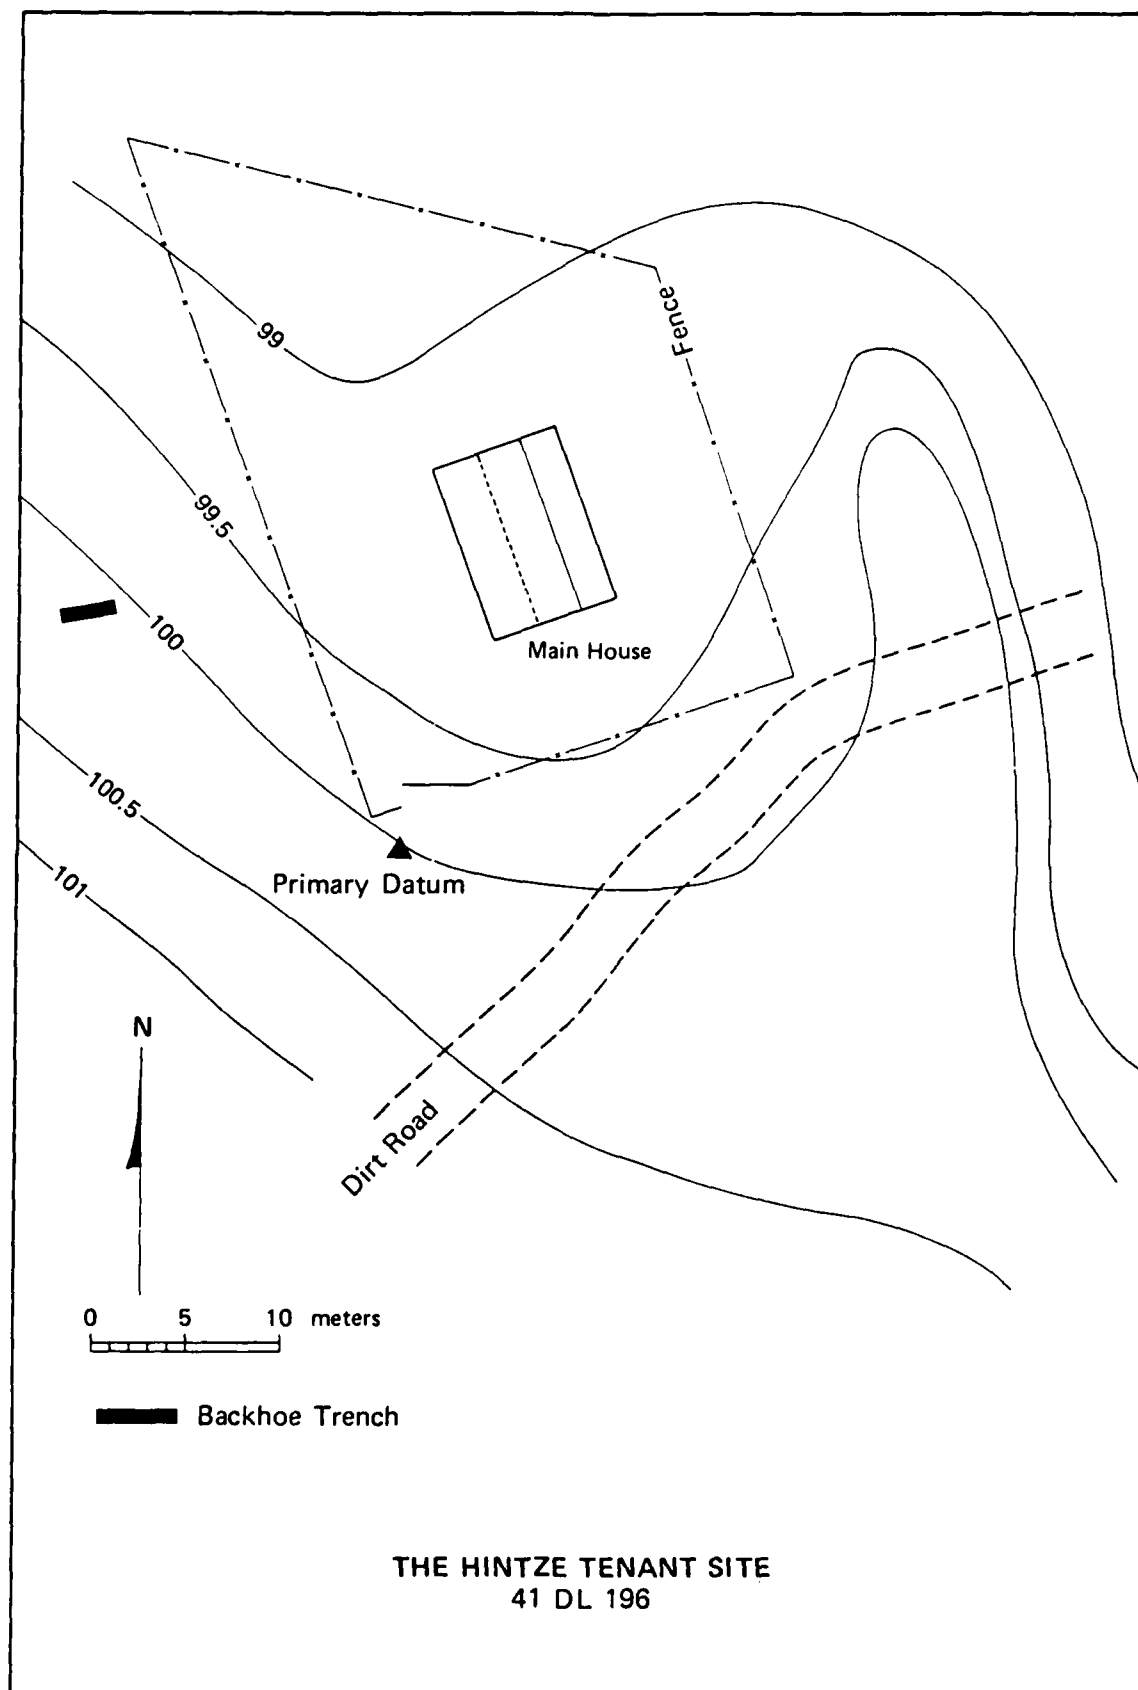 Fence
99
99.5
Main House
100
100.5
Primary Datum
101
N
Dirt Road
0 5 10 meters
Backhoe Trench
THE HINTZE TENANT SITE
41 DL 196